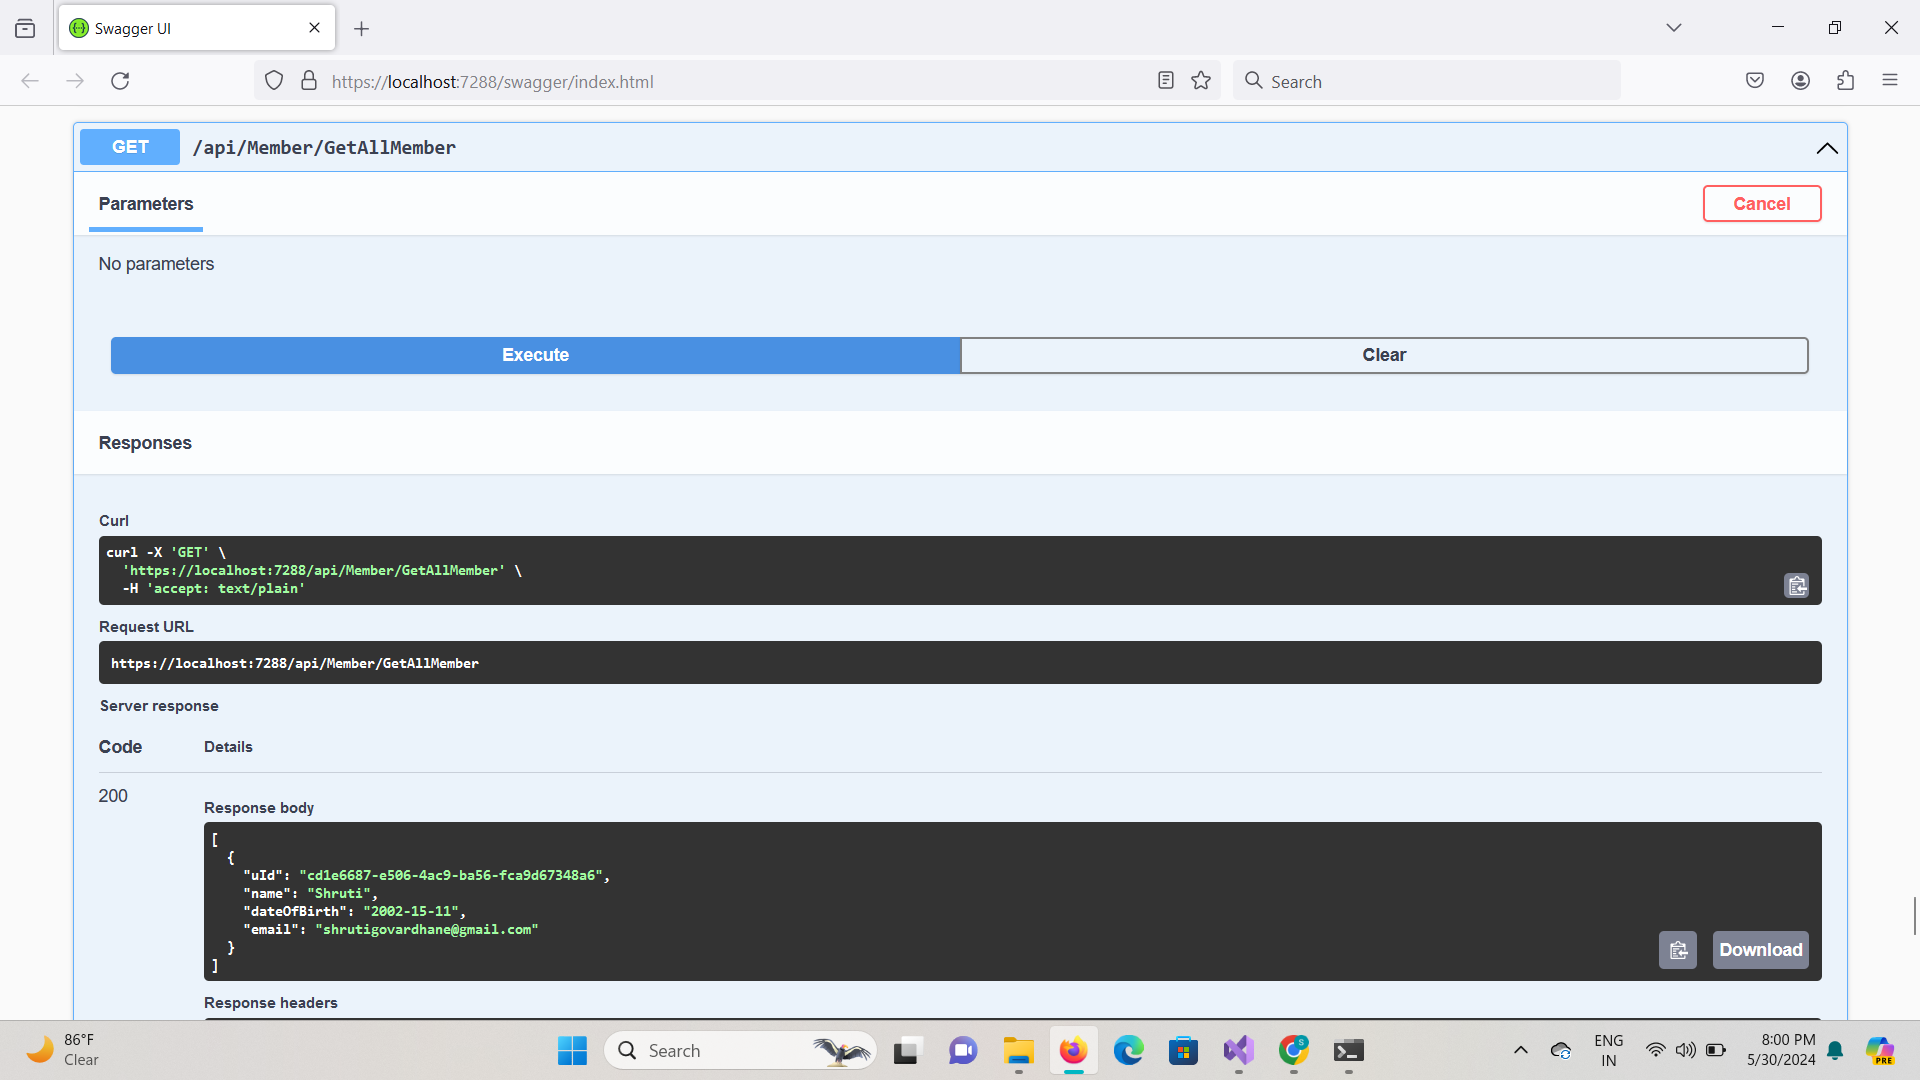 Swagger UI
https://localhost:7288/swagger/index.html
Search
GET /api/Member/GetAllMember
Parameters
Cancel
No parameters
Execute
Clear
Responses
Curl
curl -X 'GET' \
'https://localhost:7288/api/Member/GetAllMember' \
-H 'accept: text/plain'
Request URL
https://localhost:7288/api/Member/GetAllMember
Server response
Code Details
200
Response body
[
{
"uId": "cd1e6687-e506-4ac9-ba56-fca9d67348a6",
"name": "Shruti",
"dateOfBirth": "2002-15-11",
"email": "shrutigovardhane@gmail.com"
}
]
Download
Response headers
86°F
Clear
Search
ENG
IN
8:00 PM
5/30/2024
PRE